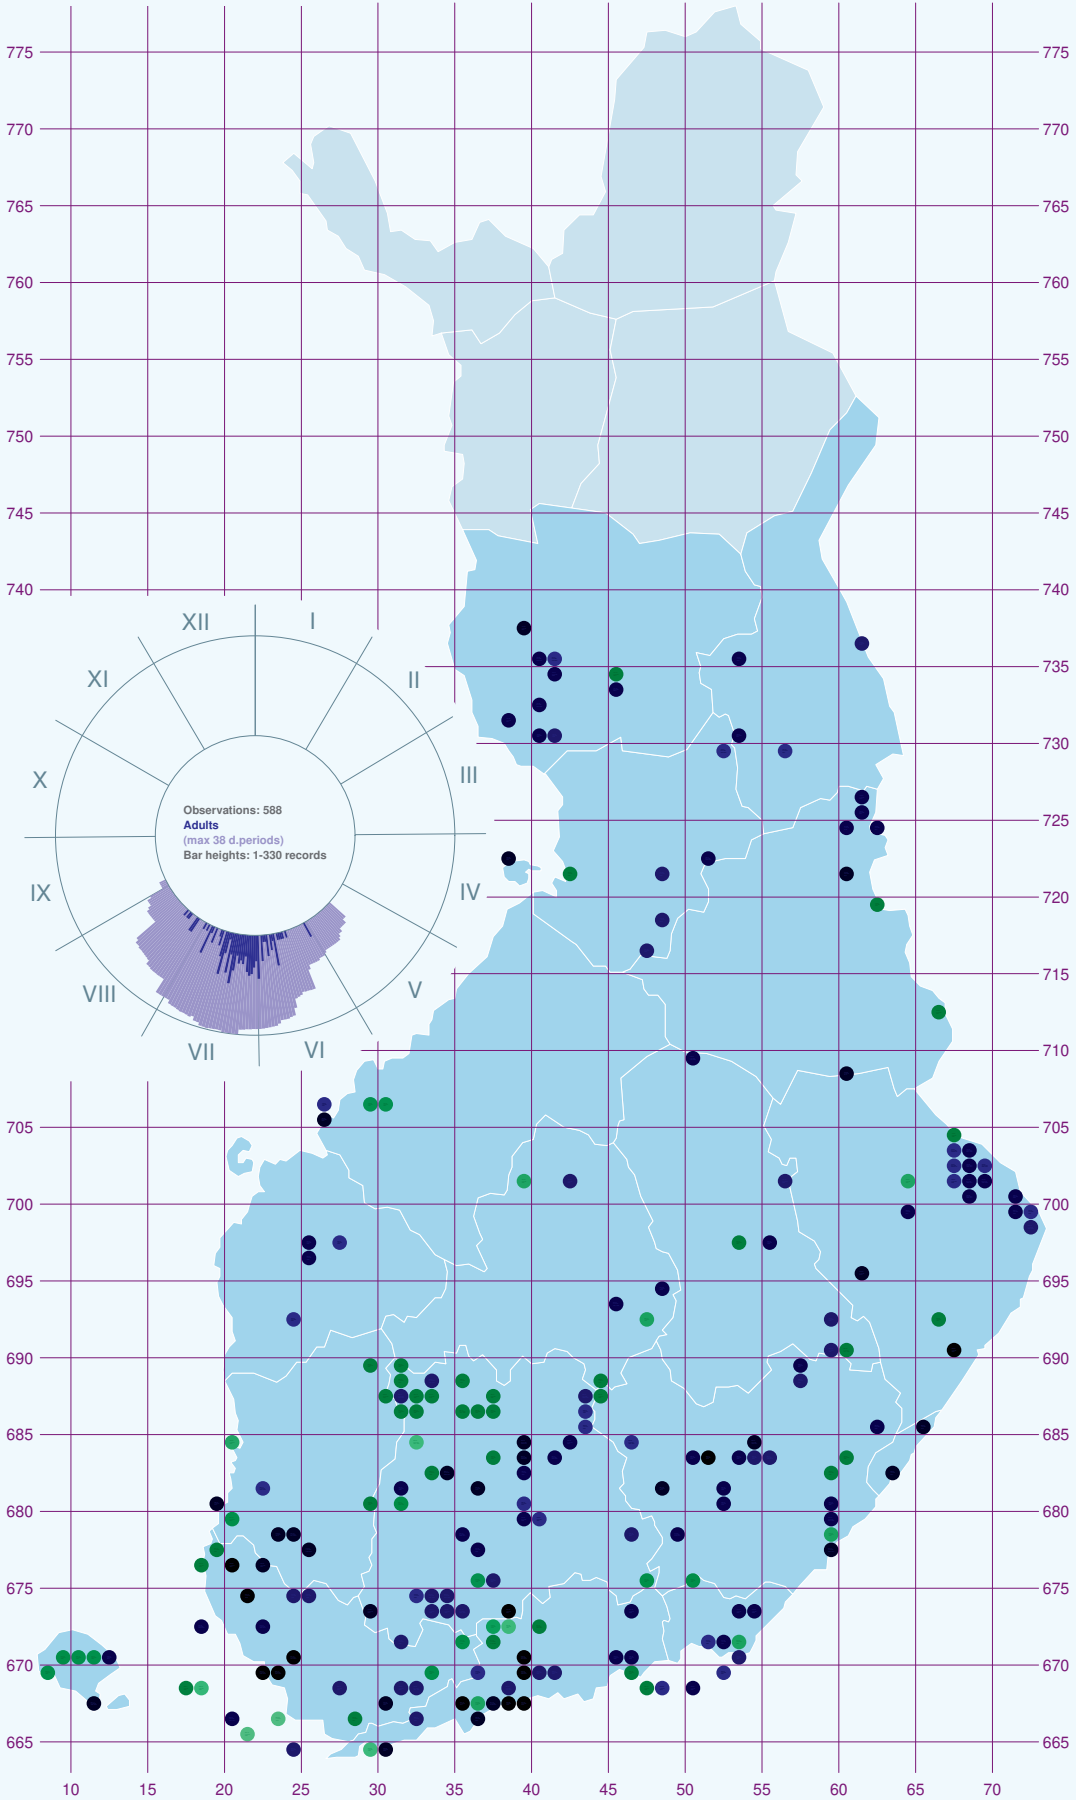 775 775
770 770
765 765
760 760
755 755
750 750
745 745
740 740
XII I
735 735
XI II
730 730
X III
Observations: 588
Adults
(max 38 d.periods)
Bar heights: 1-330 records
725 725
IX IV
720 720
715 715
VIII V
VII VI
710 710
705 705
700 700
695 695
690 690
685 685
680 680
675 675
670 670
665 665
10 15 20 25 30 35 40 45 50 55 60 65 70